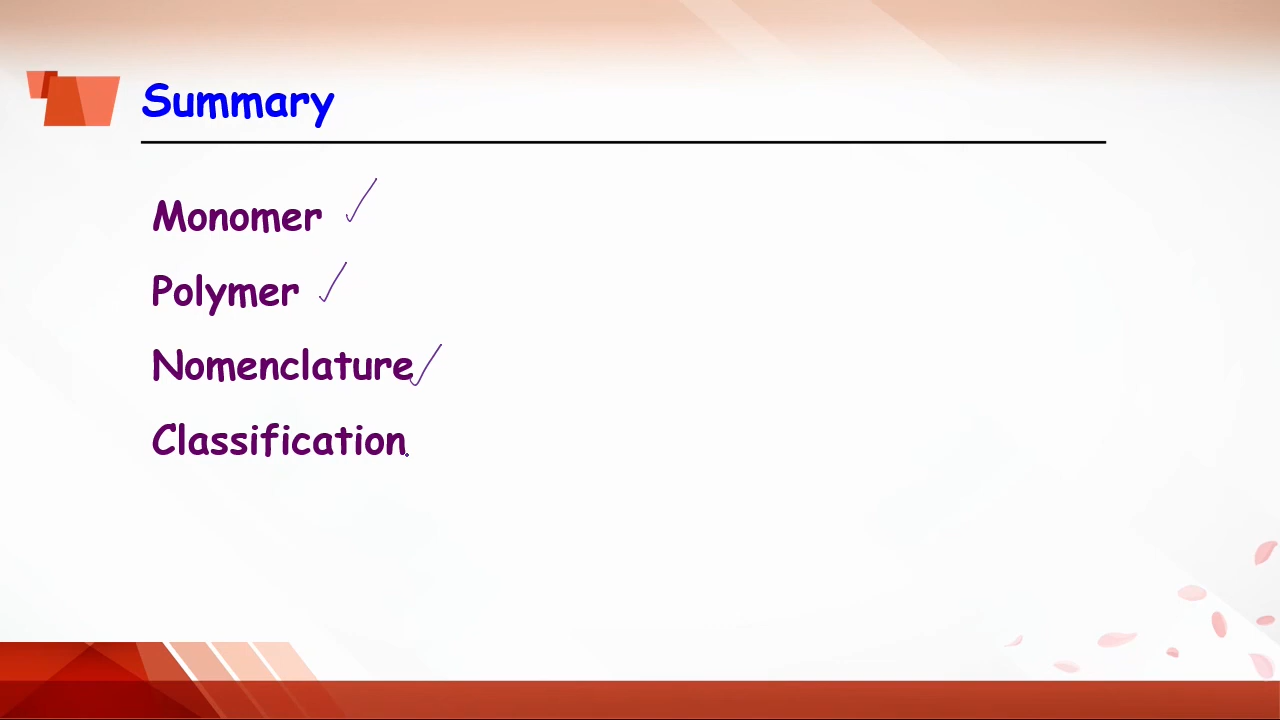 Summary
Monomer ✓
Polymer ✓
Nomenclature ✓
Classification